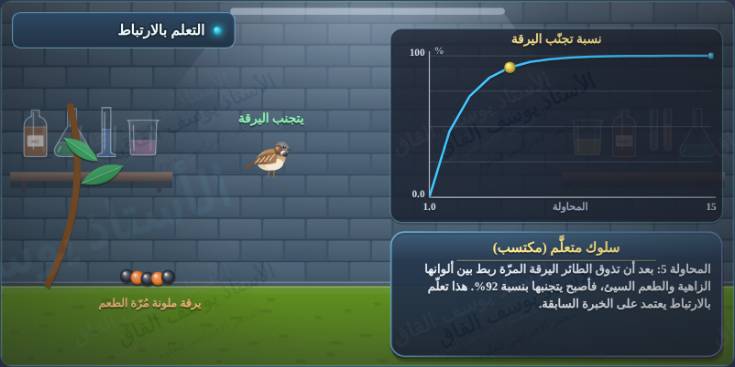 التعلم بالارتباط
نسبة تجنّب اليرقة
%
100
0.0
1.0
المحاولة
15
يتجنب اليرقة
يرقة ملونة مُرّة الطعم
سلوك متعلَّم (مكتسب)
المحاولة 5: بعد أن تذوق الطائر اليرقة المرّة ربط بين ألوانها
الزاهية والطعم السيئ، فأصبح يتجنبها بنسبة 92%. هذا تعلّم
بالارتباط يعتمد على الخبرة السابقة.